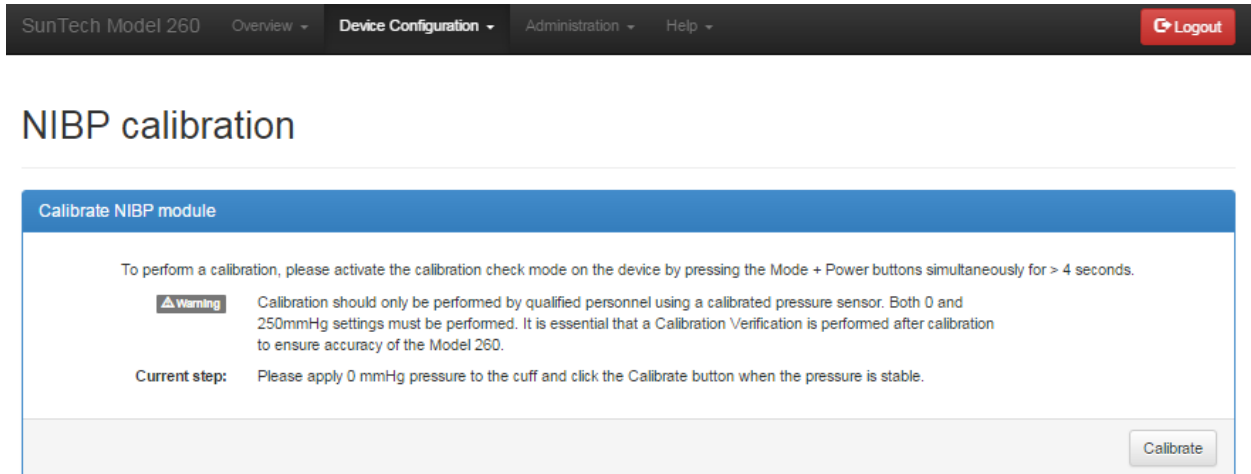 SunTech Model 260 Overview Device Configuration Administration Help Logout
NIBP calibration
Calibrate NIBP module
To perform a calibration, please activate the calibration check mode on the device by pressing the Mode + Power buttons simultaneously for > 4 seconds.
Warning Calibration should only be performed by qualified personnel using a calibrated pressure sensor. Both 0 and
250mmHg settings must be performed. It is essential that a Calibration Verification is performed after calibration
to ensure accuracy of the Model 260.
Current step: Please apply 0 mmHg pressure to the cuff and click the Calibrate button when the pressure is stable.
Calibrate